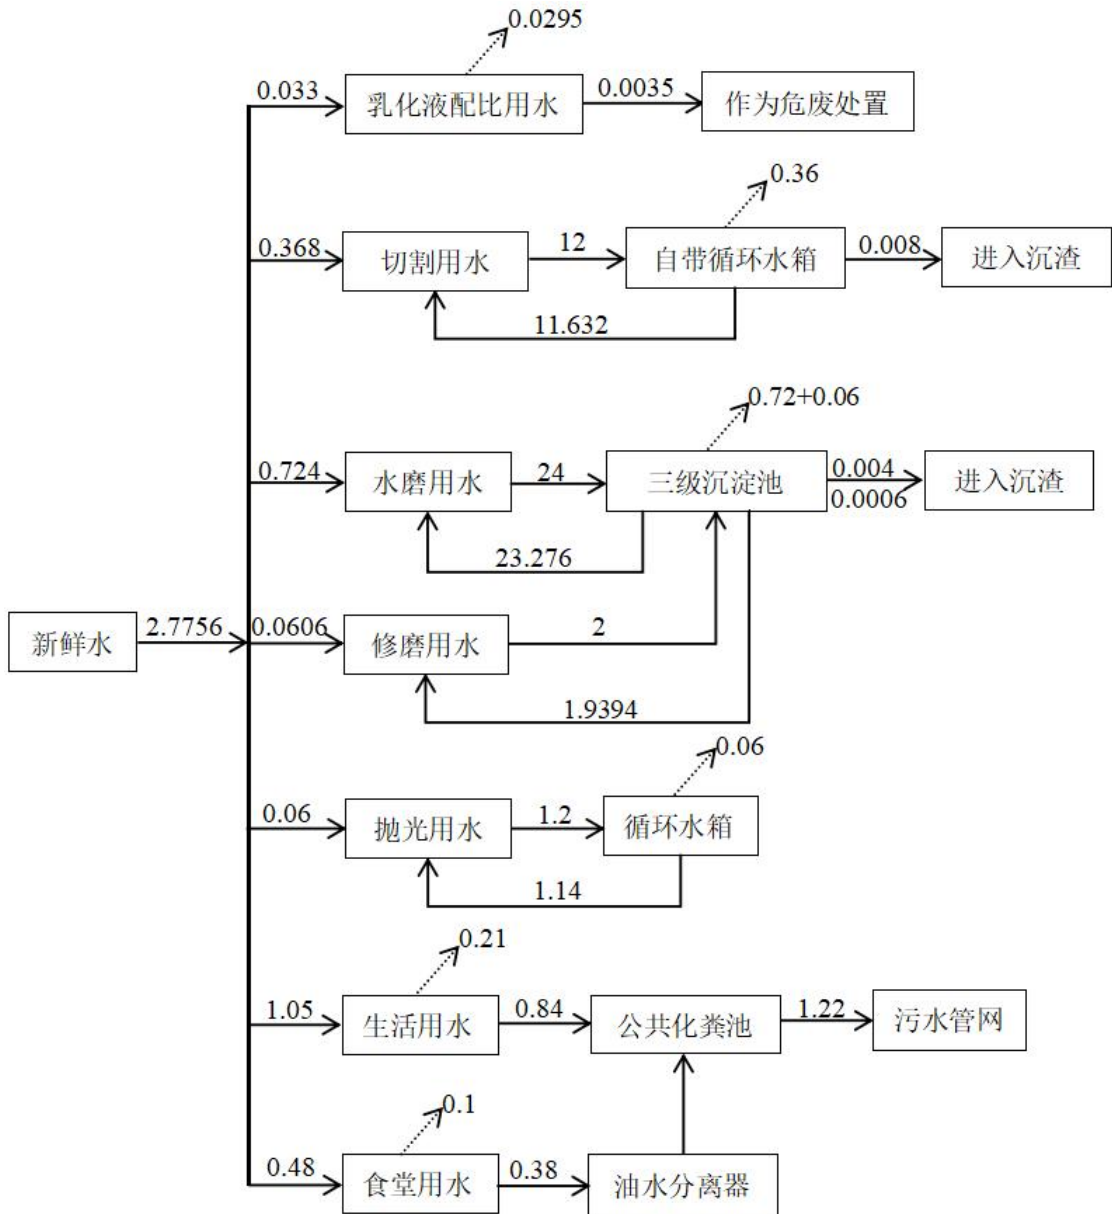 0.0295
0.033
乳化液配比用水
0.0035
作为危废处置
0.36
0.368
切割用水
12
自带循环水箱
0.008
进入沉渣
11.632
0.72+0.06
0.724
水磨用水
24
三级沉淀池
0.004
0.0006
进入沉渣
23.276
新鲜水
2.7756
0.0606
修磨用水
2
1.9394
0.06
0.06
抛光用水
1.2
循环水箱
1.14
0.21
1.05
生活用水
0.84
公共化粪池
1.22
污水管网
0.1
0.48
食堂用水
0.38
油水分离器